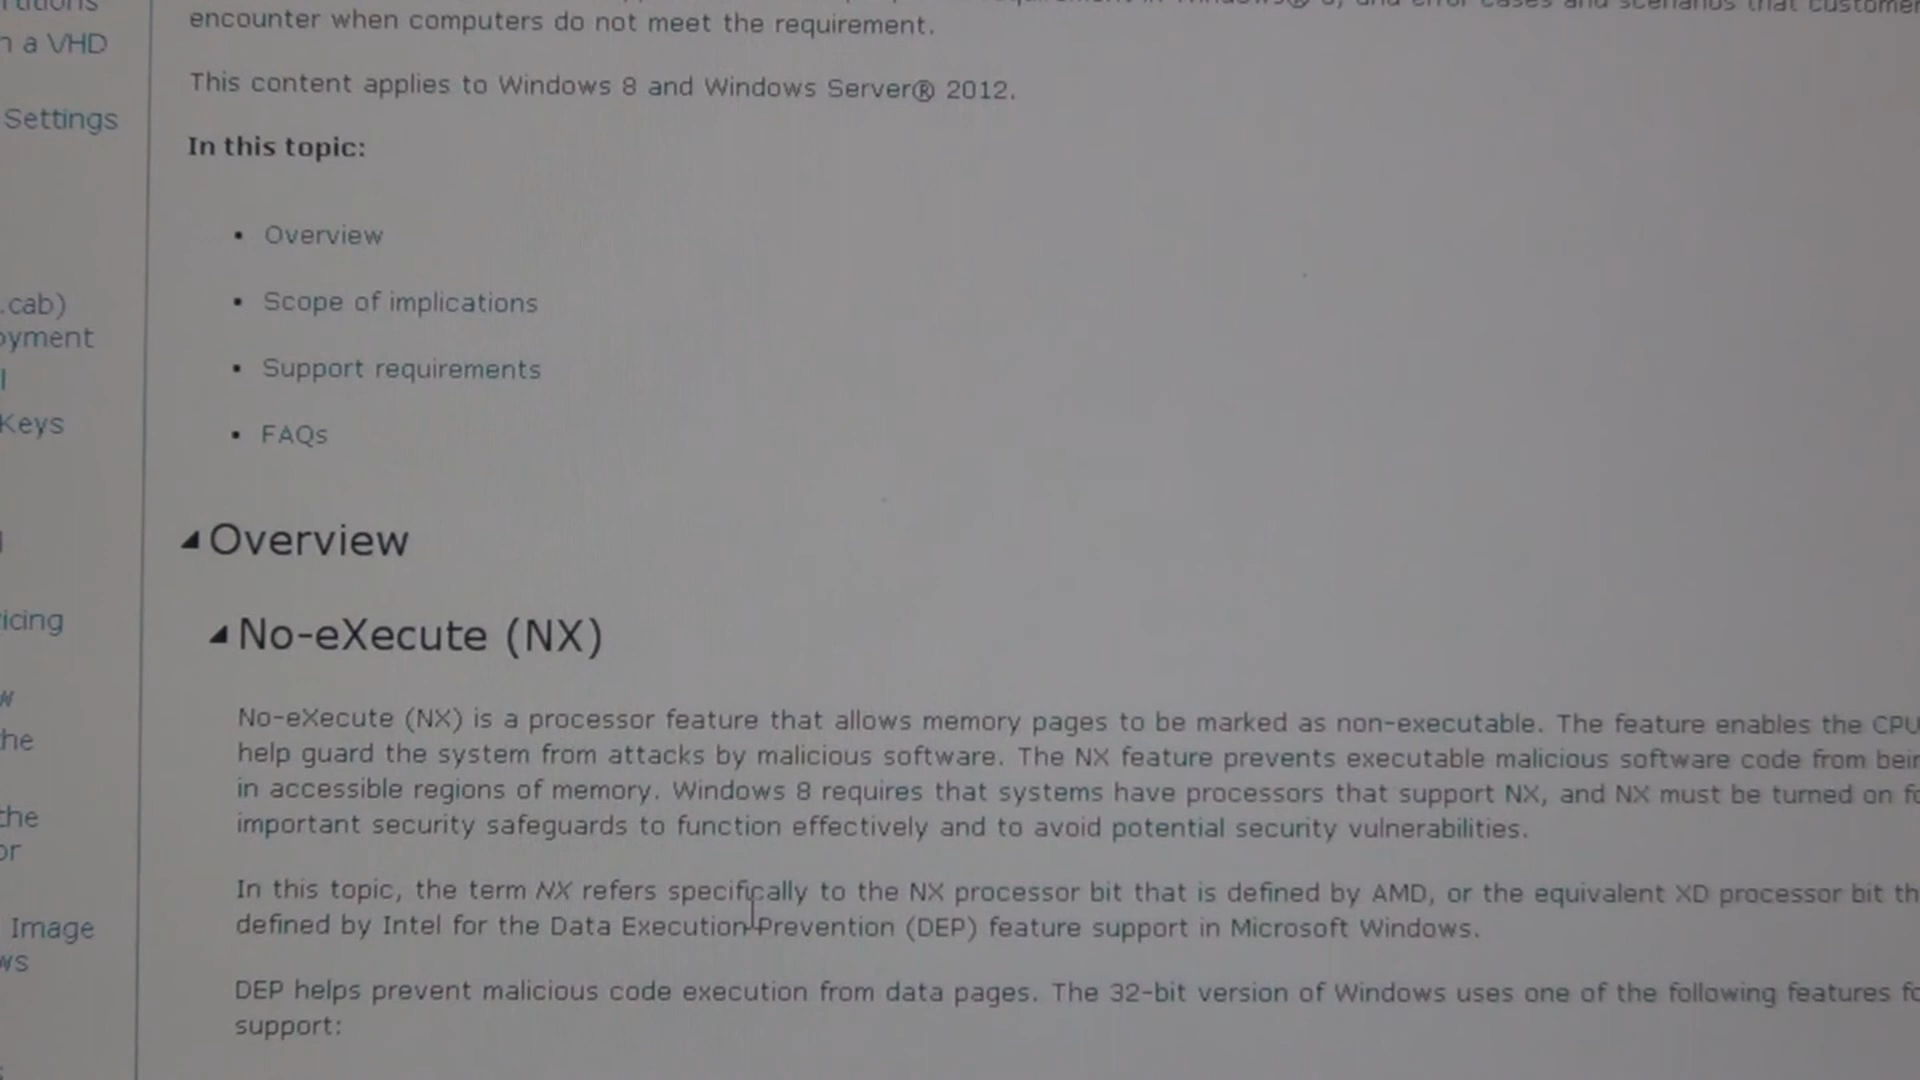 n a VHD
Settings
.cab)
oyment
Keys
icing
the
the
or
Image
ws
encounter when computers do not meet the requirement.
This content applies to Windows 8 and Windows Server® 2012.
In this topic:
• Overview
• Scope of implications
• Support requirements
• FAQs
Overview
No-eXecute (NX)
No-eXecute (NX) is a processor feature that allows memory pages to be marked as non-executable. The feature enables the CPU
help guard the system from attacks by malicious software. The NX feature prevents executable malicious software code from bein
in accessible regions of memory. Windows 8 requires that systems have processors that support NX, and NX must be turned on fo
important security safeguards to function effectively and to avoid potential security vulnerabilities.
In this topic, the term NX refers specifically to the NX processor bit that is defined by AMD, or the equivalent XD processor bit th
defined by Intel for the Data Execution Prevention (DEP) feature support in Microsoft Windows.
DEP helps prevent malicious code execution from data pages. The 32-bit version of Windows uses one of the following features fo
support: